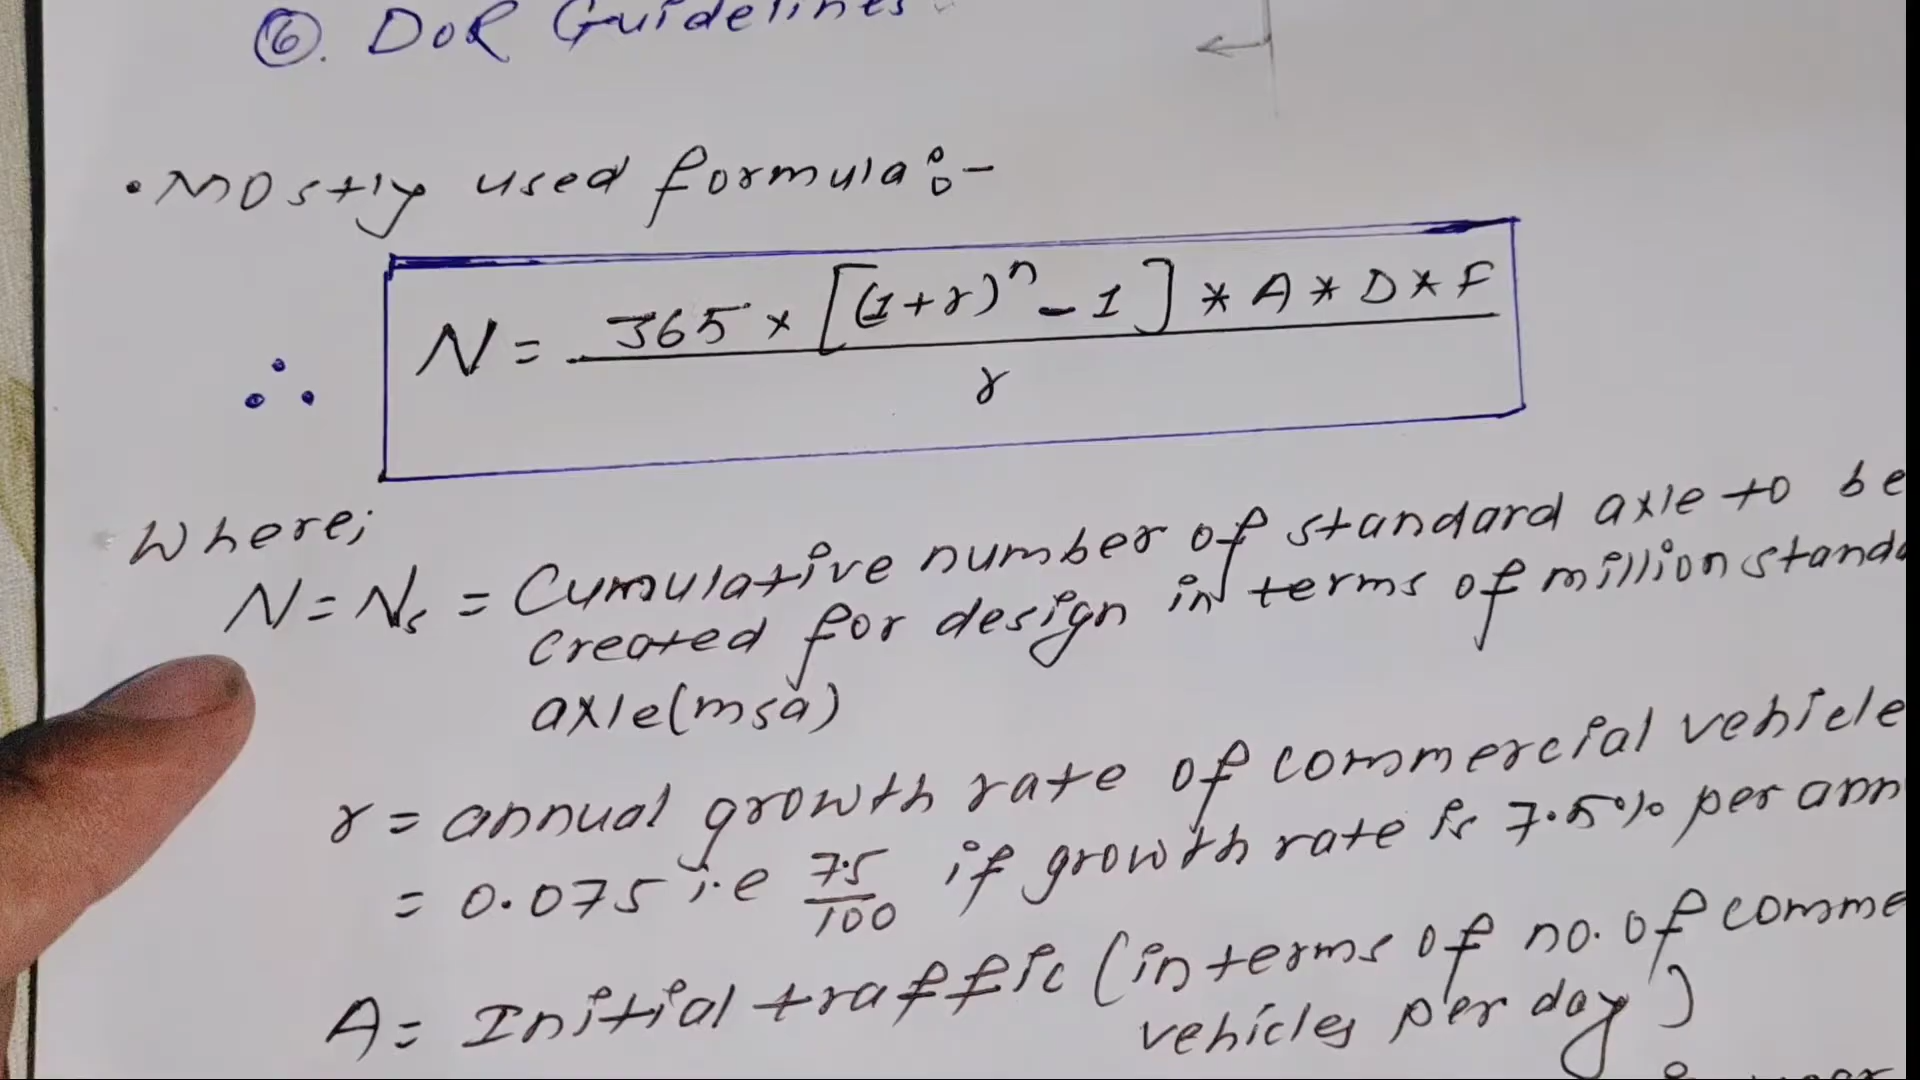 ⑥. DOR Guidelines
• Mostly used formula:-
∴ N = 365 × [(1+r)^n - 1] * A * D * F
r
Where;
N = Ns = Cumulative number of standard axle to be
created for design in terms of million standa
axle (msa)
r = annual growth rate of commercial vehicle
= 0.075 i.e 7.5/100 if growth rate is 7.5% per ann
A = Initial traffic (in terms of no. of comme
vehicles per day)